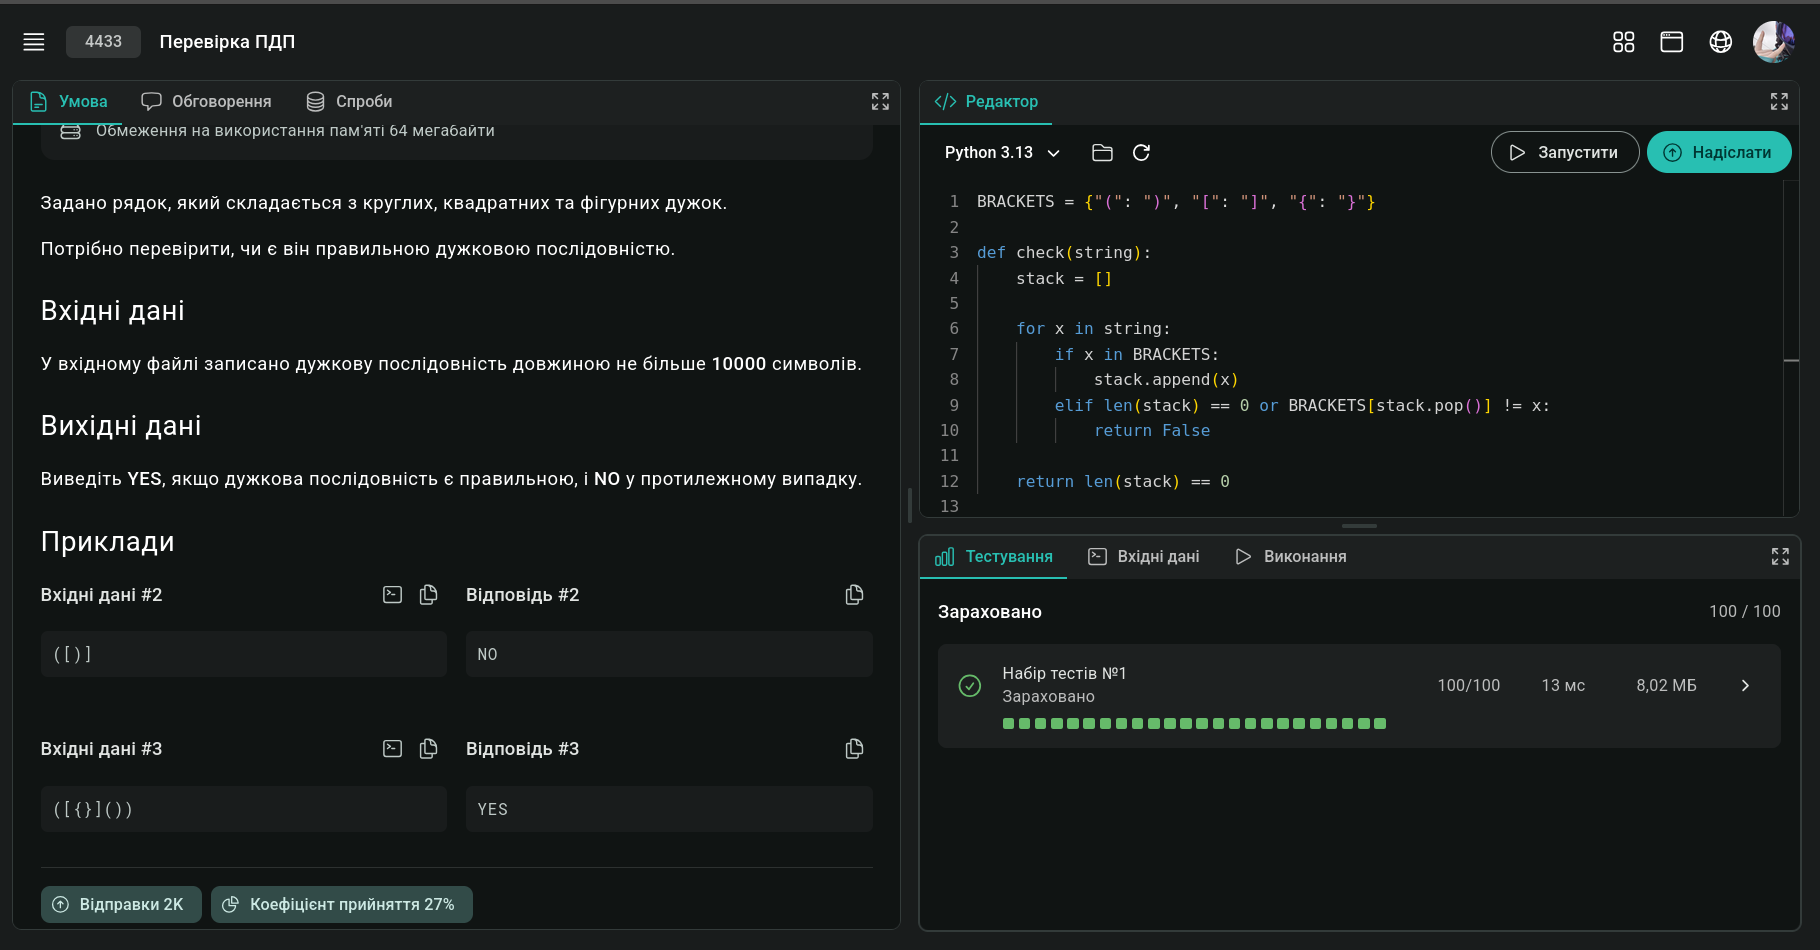 4433 Перевірка ПДП
Умова Обговорення Спроби
Обмеження на використання пам'яті 64 мегабайти
Задано рядок, який складається з круглих, квадратних та фігурних дужок.
Потрібно перевірити, чи є він правильною дужковою послідовністю.
Вхідні дані
У вхідному файлі записано дужкову послідовність довжиною не більше 10000 символів.
Вихідні дані
Виведіть YES, якщо дужкова послідовність є правильною, і NO у протилежному випадку.
Приклади
Вхідні дані #2 Відповідь #2
([)] NO
Вхідні дані #3 Відповідь #3
([{}]()) YES
Відправки 2K Коефіцієнт прийняття 27%
Редактор
Python 3.13 Запустити Надіслати
1 BRACKETS = {"(": ")", "[": "]", "{": "}"}
2
3 def check(string):
4     stack = []
5
6     for x in string:
7         if x in BRACKETS:
8             stack.append(x)
9         elif len(stack) == 0 or BRACKETS[stack.pop()] != x:
10             return False
11
12     return len(stack) == 0
13
Тестування Вхідні дані Виконання
Зараховано 100 / 100
Набір тестів №1
Зараховано
100/100 13 мс 8,02 МБ